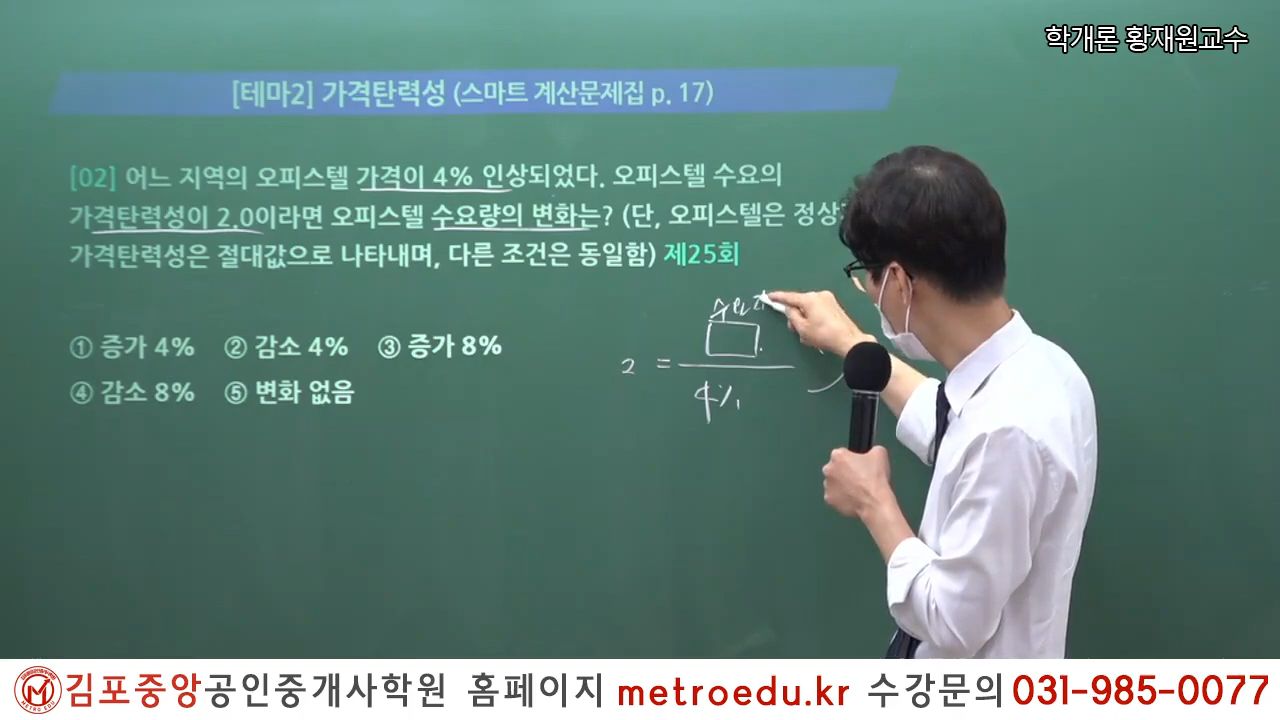 학개론 황재원교수
[테마2] 가격탄력성 (스마트 계산문제집 p. 17)
[02] 어느 지역의 오피스텔 가격이 4% 인상되었다. 오피스텔 수요의
가격탄력성이 2.0이라면 오피스텔 수요량의 변화는? (단, 오피스텔은 정상
가격탄력성은 절대값으로 나타내며, 다른 조건은 동일함) 제25회
① 증가 4% ② 감소 4% ③ 증가 8%
④ 감소 8% ⑤ 변화 없음
수요
2 =
4%
김포중앙공인중개사학원 홈페이지 metroedu.kr 수강문의 031-985-0077
METRO EDU